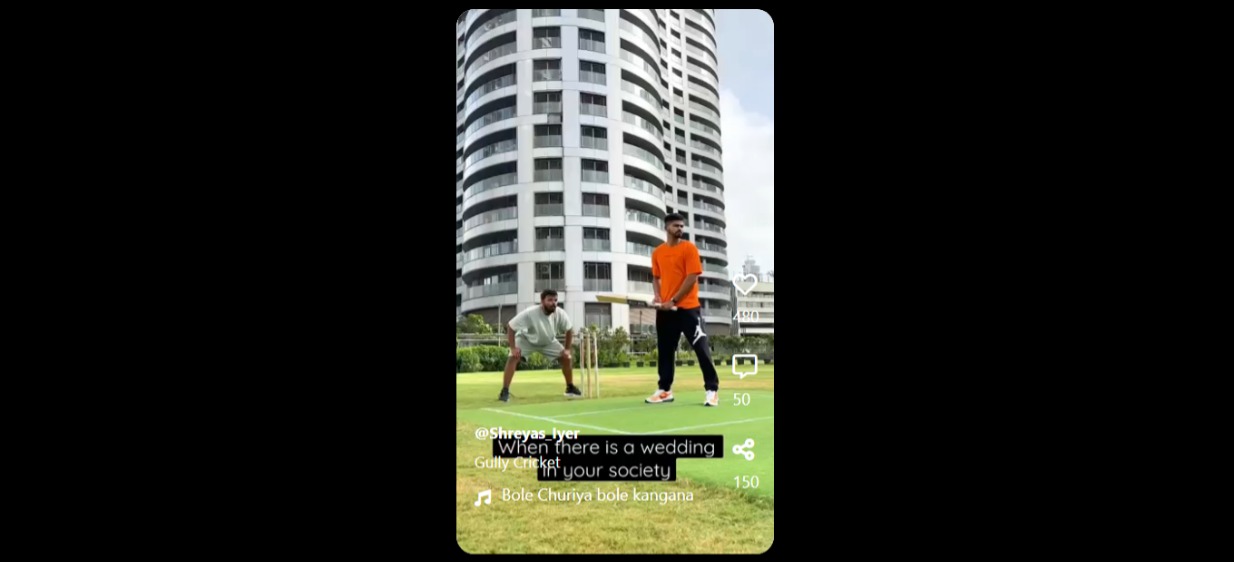 480
50
@Shreyas_Iyer
When there is a wedding
Gully Cricket
in your society
150
Bole Churiya bole kangana